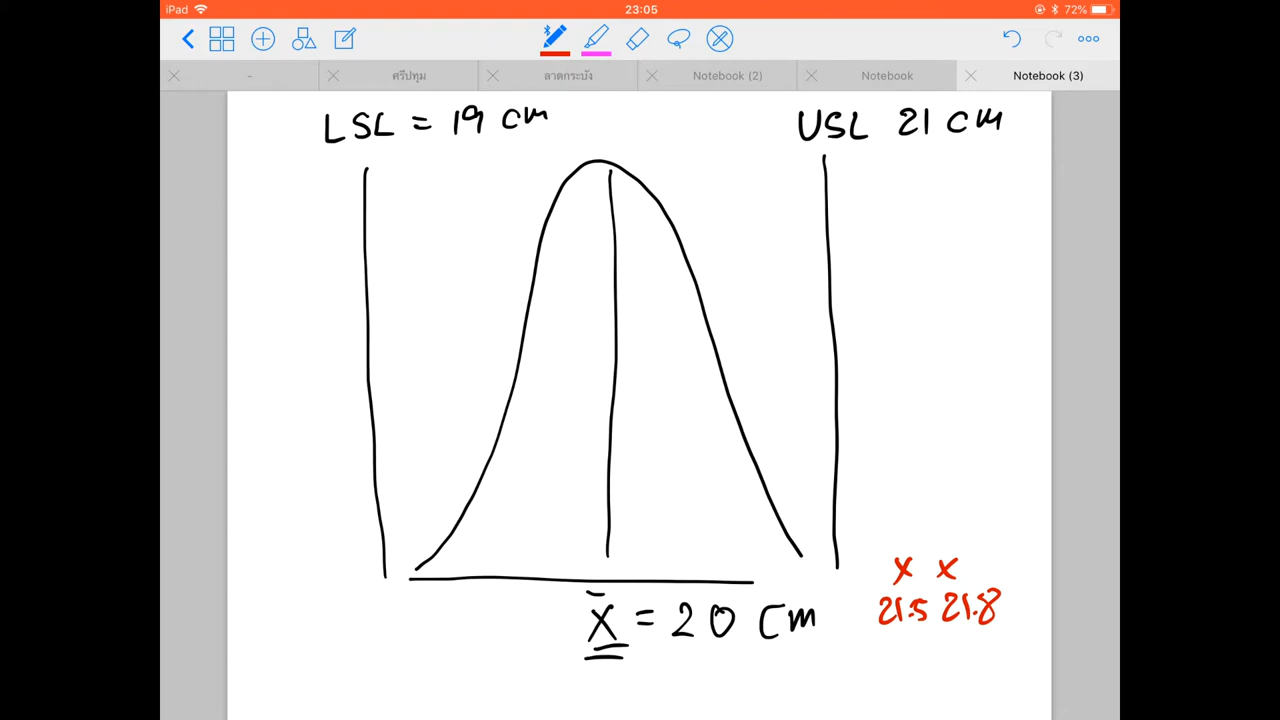 iPad
23:05
72%
-
ศรีปทุม
ลาดกระบัง
Notebook (2)
Notebook
Notebook (3)
LSL = 19 cm
USL 21 cm
x x
21.5 21.8
x̄ = 20 cm